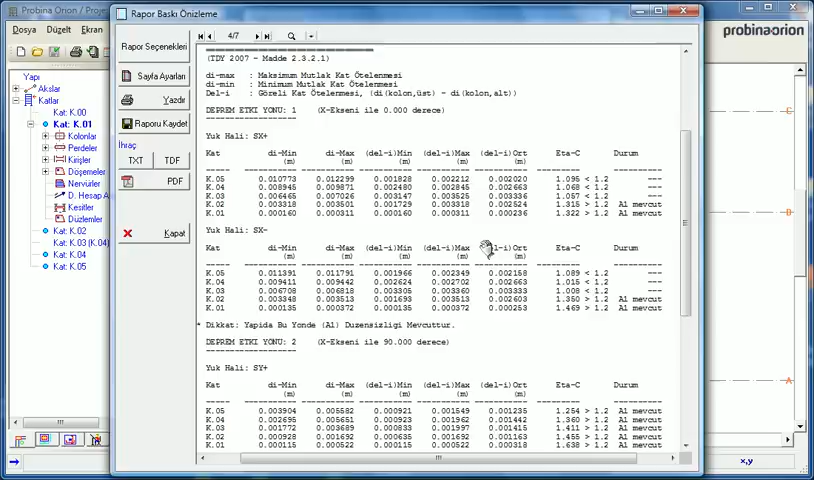 Probina Orion
Dosya Düzelt Ekran
Yapı
Akslar
Katlar
Kat: K.00
Kat: K.01
Kolonlar
Perdeler
Kirişler
Döşemeler
Nervürler
D. Hesap A
Kesitler
Düzlemler
Kat: K.02
Kat: K.03 (K.04)
Kat: K.04
Kat: K.05
x,y
Rapor Baskı Önizleme
Rapor Seçenekleri
Sayfa Ayarları
Yazdır
Raporu Kaydet
İhraç
TXT TDF
PDF
Kapat
4/7
(TDY 2007 - Madde 2.3.2.1)
di-max : Maksimum Mutlak Kat Ötelenmesi
di-min : Minimum Mutlak Kat Ötelenmesi
Del-i : Göreli Kat Ötelenmesi, (di(kolon,üst) - di(kolon,alt))
DEPREM ETKI YONU: 1 (X-Ekseni ile 0.000 derece)
Yuk Hali: SX+
Kat di-Min di-Max (del-i)Min (del-i)Max (del-i)Ort Eta-C Durum
(m) (m) (m) (m) (m)
K.05 0.010773 0.012299 0.001828 0.002212 0.002020 1.095 < 1.2 ---
K.04 0.008945 0.009871 0.002480 0.002845 0.002663 1.068 < 1.2 ---
K.03 0.006465 0.007026 0.003147 0.003525 0.003336 1.057 < 1.2 ---
K.02 0.003318 0.003501 0.001729 0.003318 0.002524 1.315 > 1.2 A1 mevcut
K.01 0.000160 0.000311 0.000160 0.000311 0.000236 1.322 > 1.2 A1 mevcut
Yuk Hali: SX-
Kat di-Min di-Max (del-i)Min (del-i)Max (del-i)Ort Eta-C Durum
(m) (m) (m) (m) (m)
K.05 0.011391 0.011791 0.001966 0.002349 0.002158 1.089 < 1.2 ---
K.04 0.009411 0.009442 0.002624 0.002702 0.002663 1.015 < 1.2 ---
K.03 0.006708 0.006818 0.003305 0.003360 0.003333 1.008 < 1.2 ---
K.02 0.003348 0.003513 0.001693 0.003513 0.002603 1.350 > 1.2 A1 mevcut
K.01 0.000135 0.000372 0.000135 0.000372 0.000253 1.469 > 1.2 A1 mevcut
* Dikkat: Yapida Bu Yonde (A1) Duzensizligi Mevcuttur.
DEPREM ETKI YONU: 2 (X-Ekseni ile 90.000 derece)
Yuk Hali: SY+
Kat di-Min di-Max (del-i)Min (del-i)Max (del-i)Ort Eta-C Durum
(m) (m) (m) (m) (m)
K.05 0.003904 0.005582 0.000921 0.001549 0.001235 1.254 > 1.2 A1 mevcut
K.04 0.002695 0.005651 0.000923 0.001962 0.001442 1.360 > 1.2 A1 mevcut
K.03 0.001772 0.003689 0.000833 0.001997 0.001415 1.411 > 1.2 A1 mevcut
K.02 0.000928 0.001692 0.000635 0.001692 0.001163 1.455 > 1.2 A1 mevcut
K.01 0.000115 0.000522 0.000115 0.000522 0.000318 1.638 > 1.2 A1 mevcut
probina orion
C
B
A